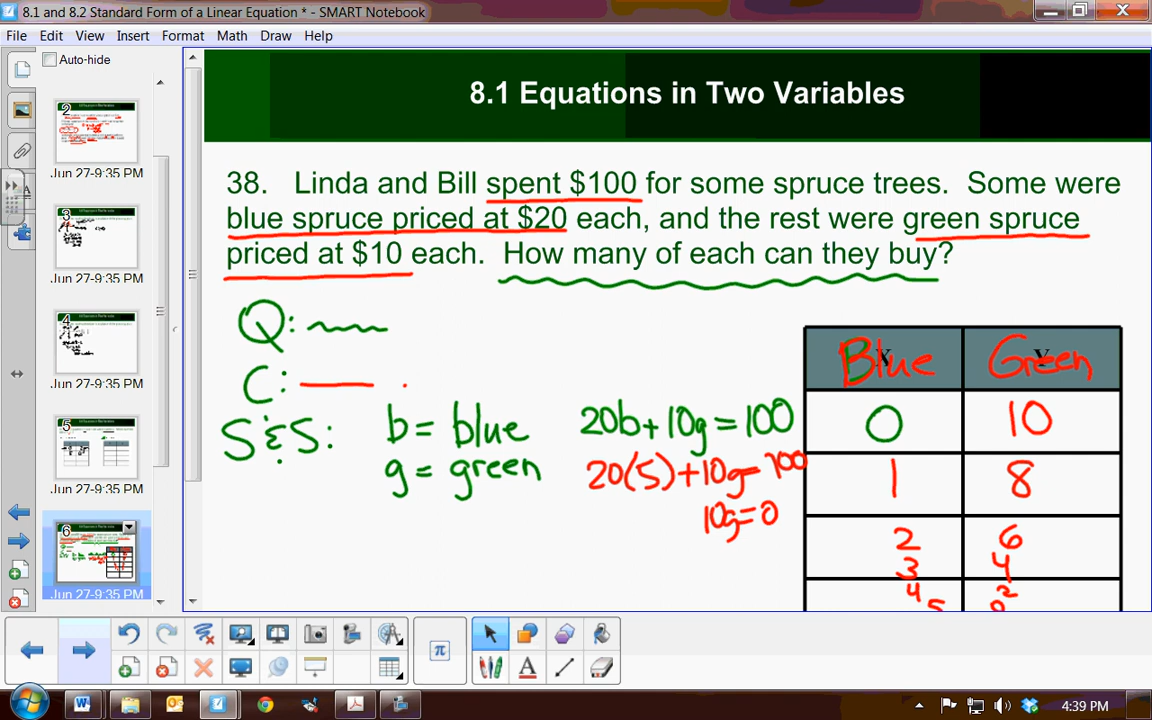 8.1 and 8.2 Standard Form of a Linear Equation * - SMART Notebook
File Edit View Insert Format Math Draw Help
Auto-hide
2
Jun 27-9:35 PM
3
Jun 27-9:35 PM
4
Jun 27-9:35 PM
5
Jun 27-9:35 PM
6
Jun 27-9:35 PM
8.1 Equations in Two Variables
38. Linda and Bill spent $100 for some spruce trees. Some were
blue spruce priced at $20 each, and the rest were green spruce
priced at $10 each. How many of each can they buy?
Q:
C:
S & S: b = blue 20b + 10g = 100
g = green 20(5) + 10g = 100
10g = 0
Blue Green
0 10
1 8
2 6
3 4
4 2
5 0
π
A
4:39 PM